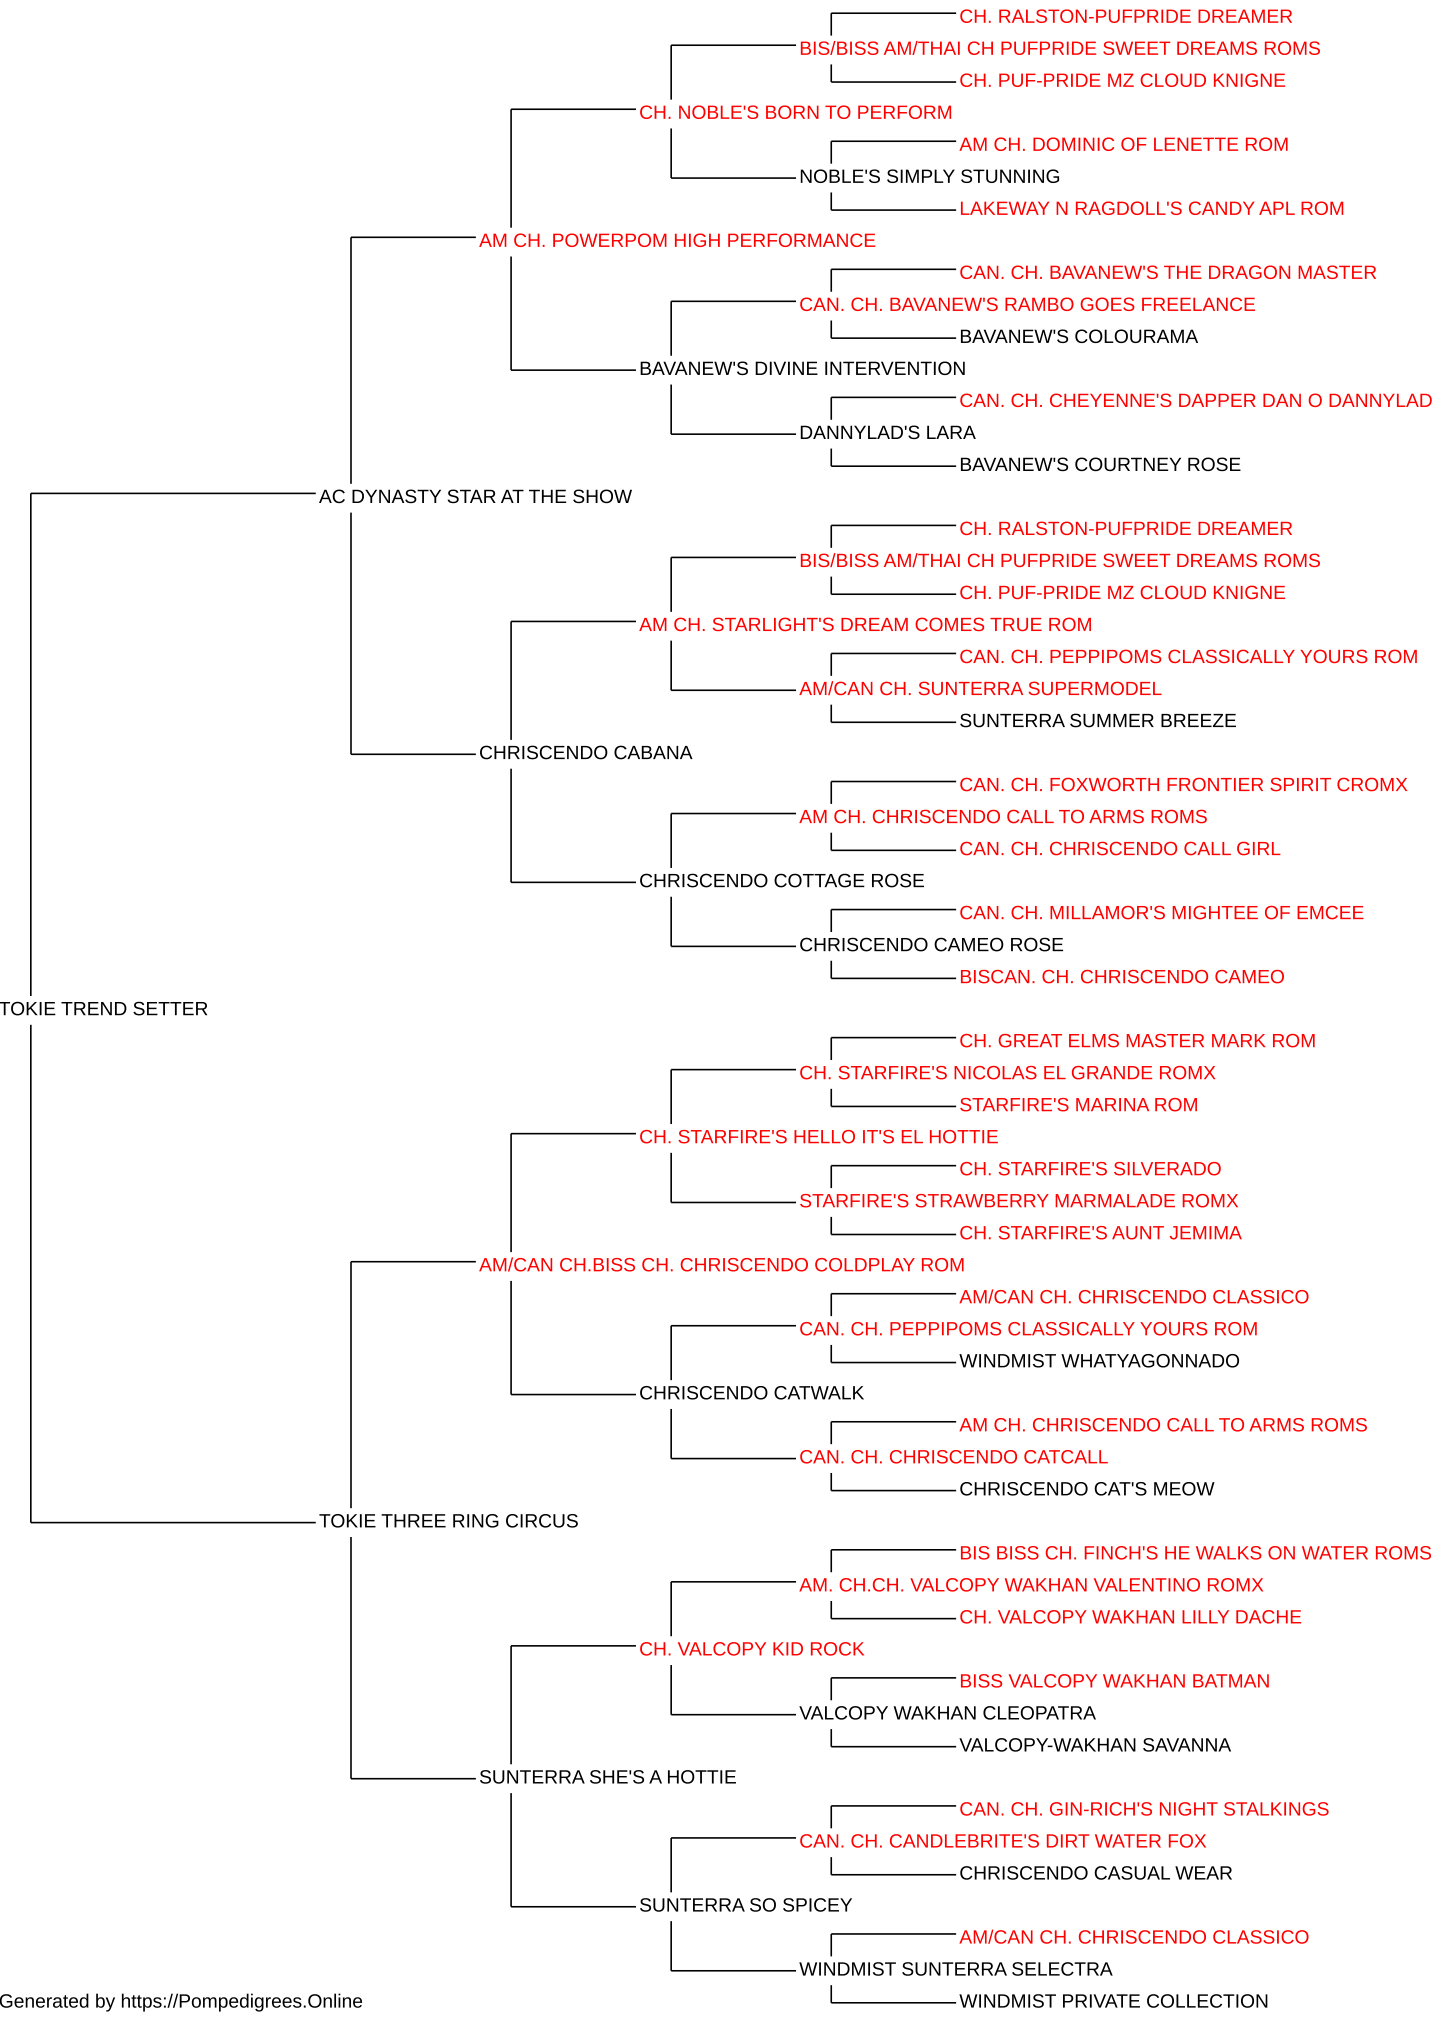 CH. RALSTON-PUFPRIDE DREAMER
BIS/BISS AM/THAI CH PUFPRIDE SWEET DREAMS ROMS
CH. PUF-PRIDE MZ CLOUD KNIGNE
CH. NOBLE'S BORN TO PERFORM
AM CH. DOMINIC OF LENETTE ROM
NOBLE'S SIMPLY STUNNING
LAKEWAY N RAGDOLL'S CANDY APL ROM
AM CH. POWERPOM HIGH PERFORMANCE
CAN. CH. BAVANEW'S THE DRAGON MASTER
CAN. CH. BAVANEW'S RAMBO GOES FREELANCE
BAVANEW'S COLOURAMA
BAVANEW'S DIVINE INTERVENTION
CAN. CH. CHEYENNE'S DAPPER DAN O DANNYLAD
DANNYLAD'S LARA
BAVANEW'S COURTNEY ROSE
AC DYNASTY STAR AT THE SHOW
CH. RALSTON-PUFPRIDE DREAMER
BIS/BISS AM/THAI CH PUFPRIDE SWEET DREAMS ROMS
CH. PUF-PRIDE MZ CLOUD KNIGNE
AM CH. STARLIGHT'S DREAM COMES TRUE ROM
CAN. CH. PEPPIPOMS CLASSICALLY YOURS ROM
AM/CAN CH. SUNTERRA SUPERMODEL
SUNTERRA SUMMER BREEZE
CHRISCENDO CABANA
CAN. CH. FOXWORTH FRONTIER SPIRIT CROMX
AM CH. CHRISCENDO CALL TO ARMS ROMS
CAN. CH. CHRISCENDO CALL GIRL
CHRISCENDO COTTAGE ROSE
CAN. CH. MILLAMOR'S MIGHTEE OF EMCEE
CHRISCENDO CAMEO ROSE
BISCAN. CH. CHRISCENDO CAMEO
TOKIE TREND SETTER
CH. GREAT ELMS MASTER MARK ROM
CH. STARFIRE'S NICOLAS EL GRANDE ROMX
STARFIRE'S MARINA ROM
CH. STARFIRE'S HELLO IT'S EL HOTTIE
CH. STARFIRE'S SILVERADO
STARFIRE'S STRAWBERRY MARMALADE ROMX
CH. STARFIRE'S AUNT JEMIMA
AM/CAN CH.BISS CH. CHRISCENDO COLDPLAY ROM
AM/CAN CH. CHRISCENDO CLASSICO
CAN. CH. PEPPIPOMS CLASSICALLY YOURS ROM
WINDMIST WHATYAGONNADO
CHRISCENDO CATWALK
AM CH. CHRISCENDO CALL TO ARMS ROMS
CAN. CH. CHRISCENDO CATCALL
CHRISCENDO CAT'S MEOW
TOKIE THREE RING CIRCUS
BIS BISS CH. FINCH'S HE WALKS ON WATER ROMS
AM. CH.CH. VALCOPY WAKHAN VALENTINO ROMX
CH. VALCOPY WAKHAN LILLY DACHE
CH. VALCOPY KID ROCK
BISS VALCOPY WAKHAN BATMAN
VALCOPY WAKHAN CLEOPATRA
VALCOPY-WAKHAN SAVANNA
SUNTERRA SHE'S A HOTTIE
CAN. CH. GIN-RICH'S NIGHT STALKINGS
CAN. CH. CANDLEBRITE'S DIRT WATER FOX
CHRISCENDO CASUAL WEAR
SUNTERRA SO SPICEY
AM/CAN CH. CHRISCENDO CLASSICO
WINDMIST SUNTERRA SELECTRA
WINDMIST PRIVATE COLLECTION
Generated by https://Pompedigrees.Online